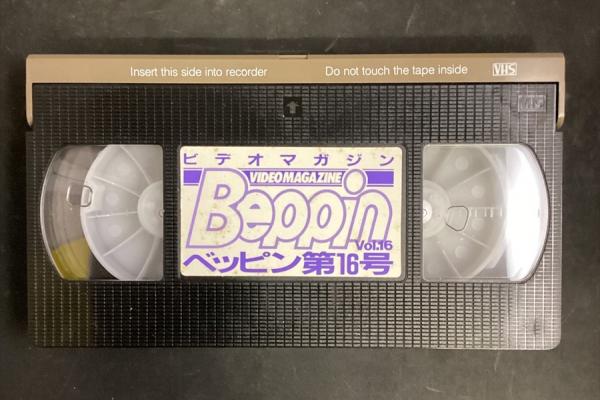 Insert this side into recorder Do not touch the tape inside VHS
VHS
ビデオマガジン
VIDEO MAGAZINE
Beppin
Vol.16
ベッピン第16号